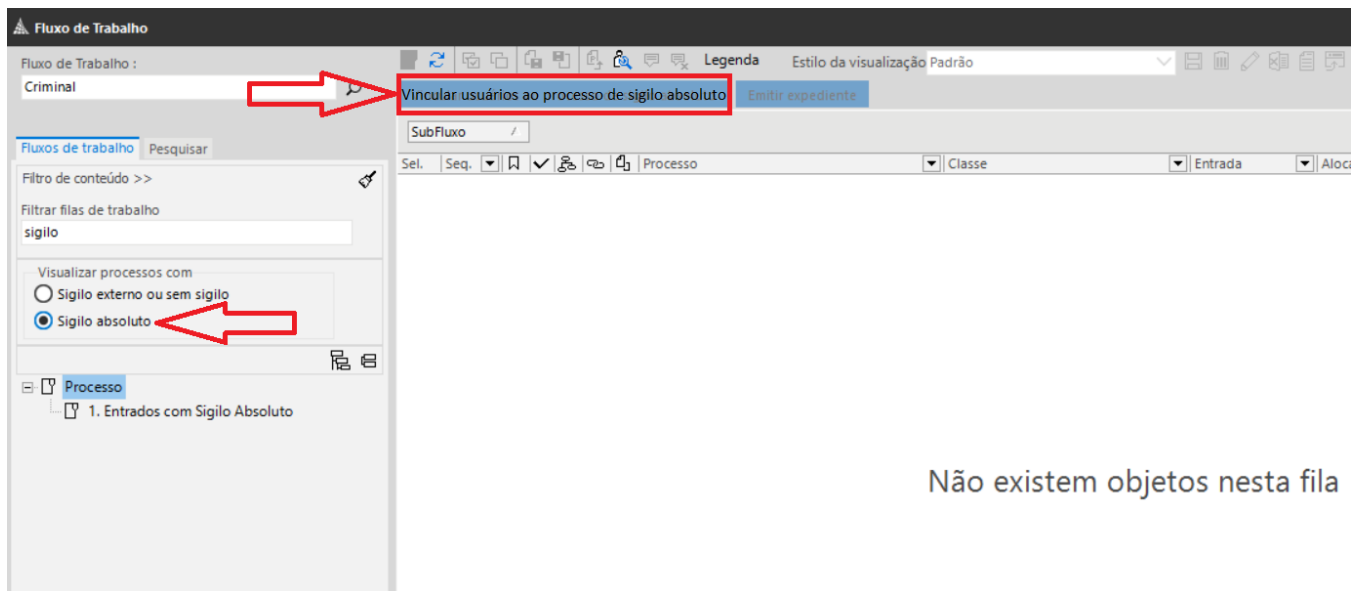 Fluxo de Trabalho
Fluxo de Trabalho :
Criminal
Legenda
Estilo da visualização Padrão
Vincular usuários ao processo de sigilo absoluto
Emitir expediente
SubFluxo
Fluxos de trabalho Pesquisar
Sel. Seq. Processo Classe Entrada Aloca
Filtro de conteúdo >>
Filtrar filas de trabalho
sigilo
Visualizar processos com
Sigilo externo ou sem sigilo
Sigilo absoluto
Processo
1. Entrados com Sigilo Absoluto
Não existem objetos nesta fila